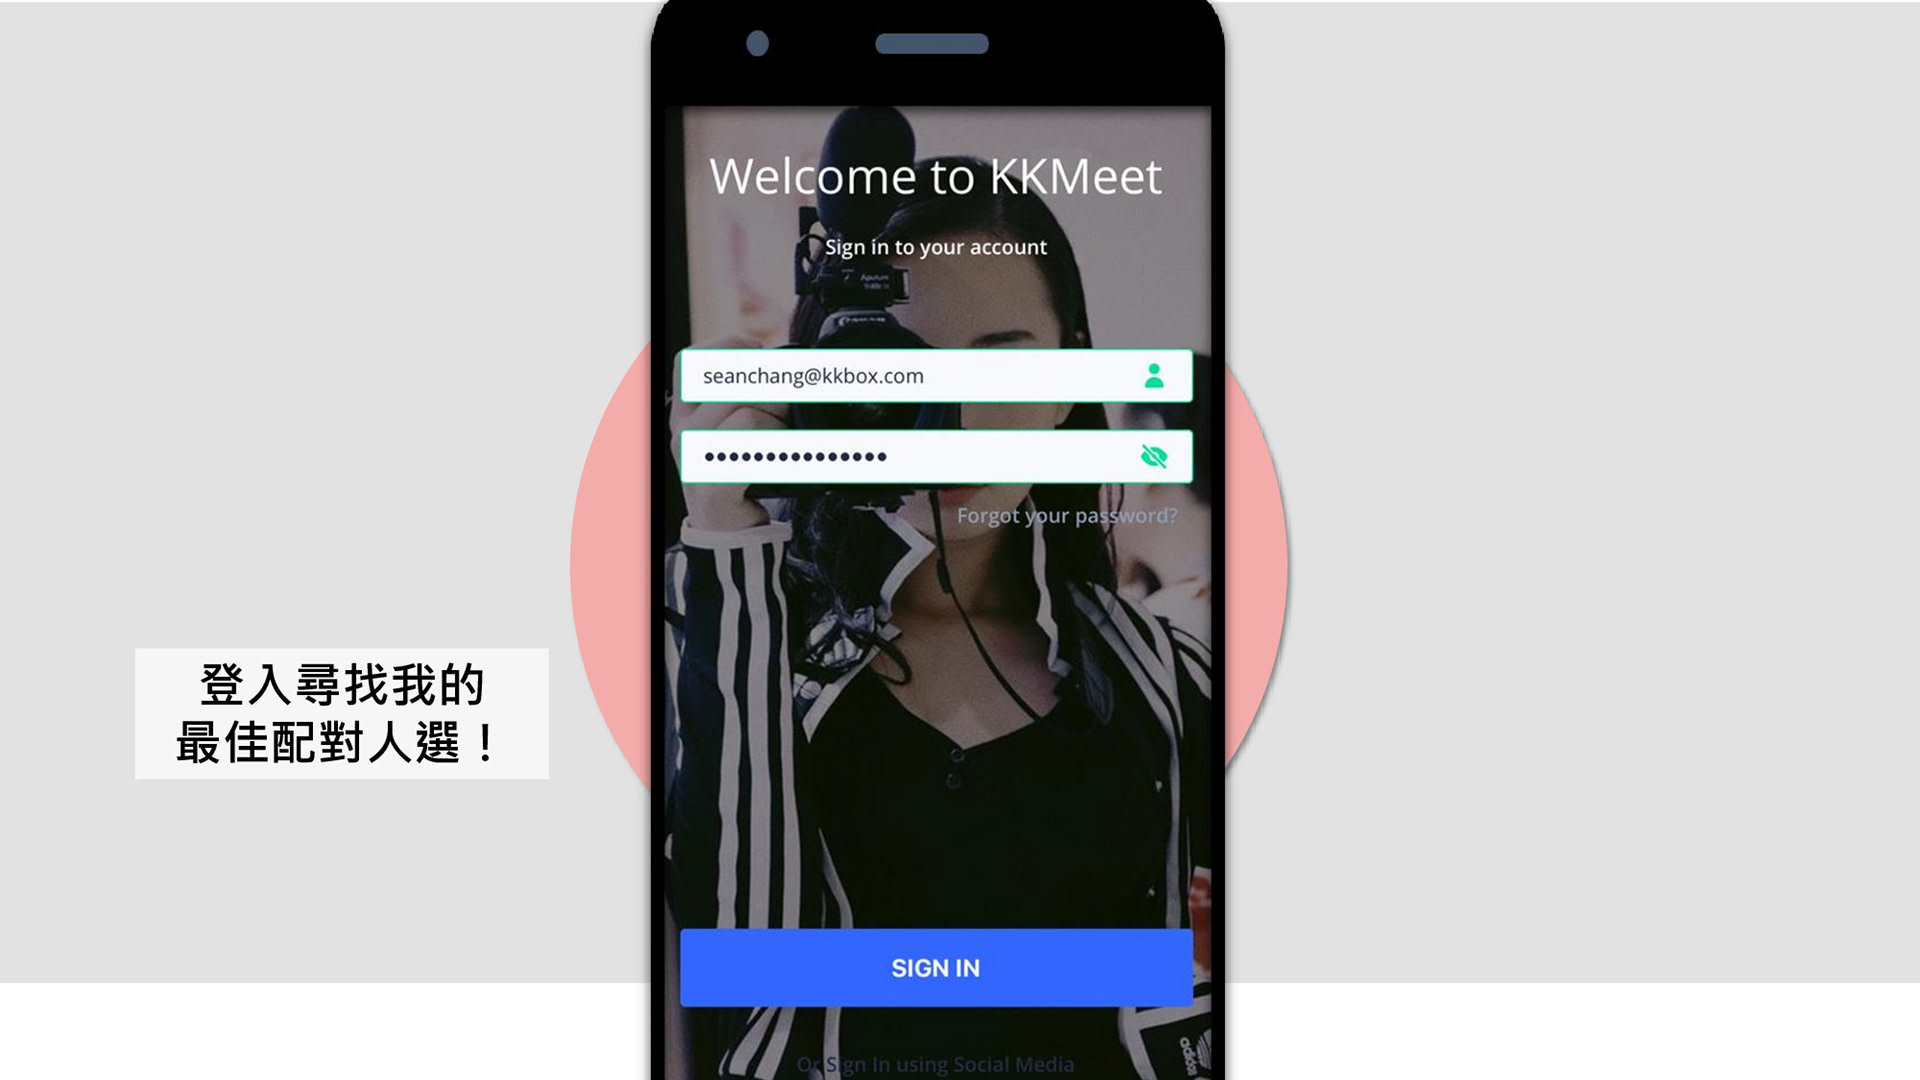 Welcome to KKMeet
Sign in to your account
seanchang@kkbox.com
Forgot your password?
登入尋找我的
最佳配對人選！
SIGN IN
Or Sign In using Social Media
adidas